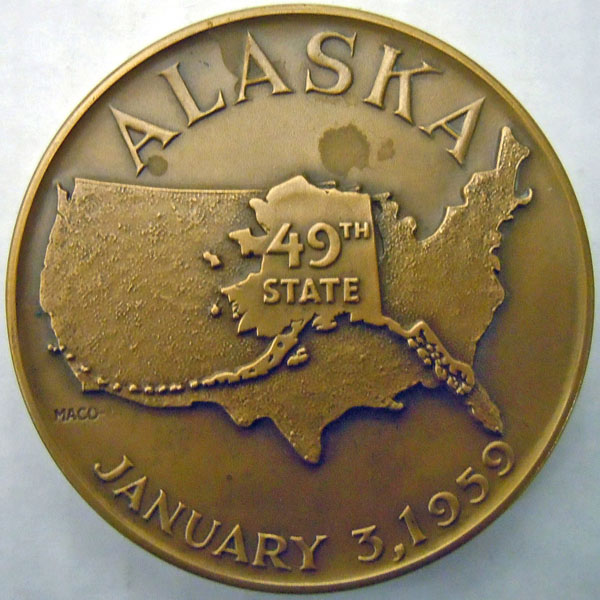 ALASKA
49TH
STATE
MACO
JANUARY 3, 1959